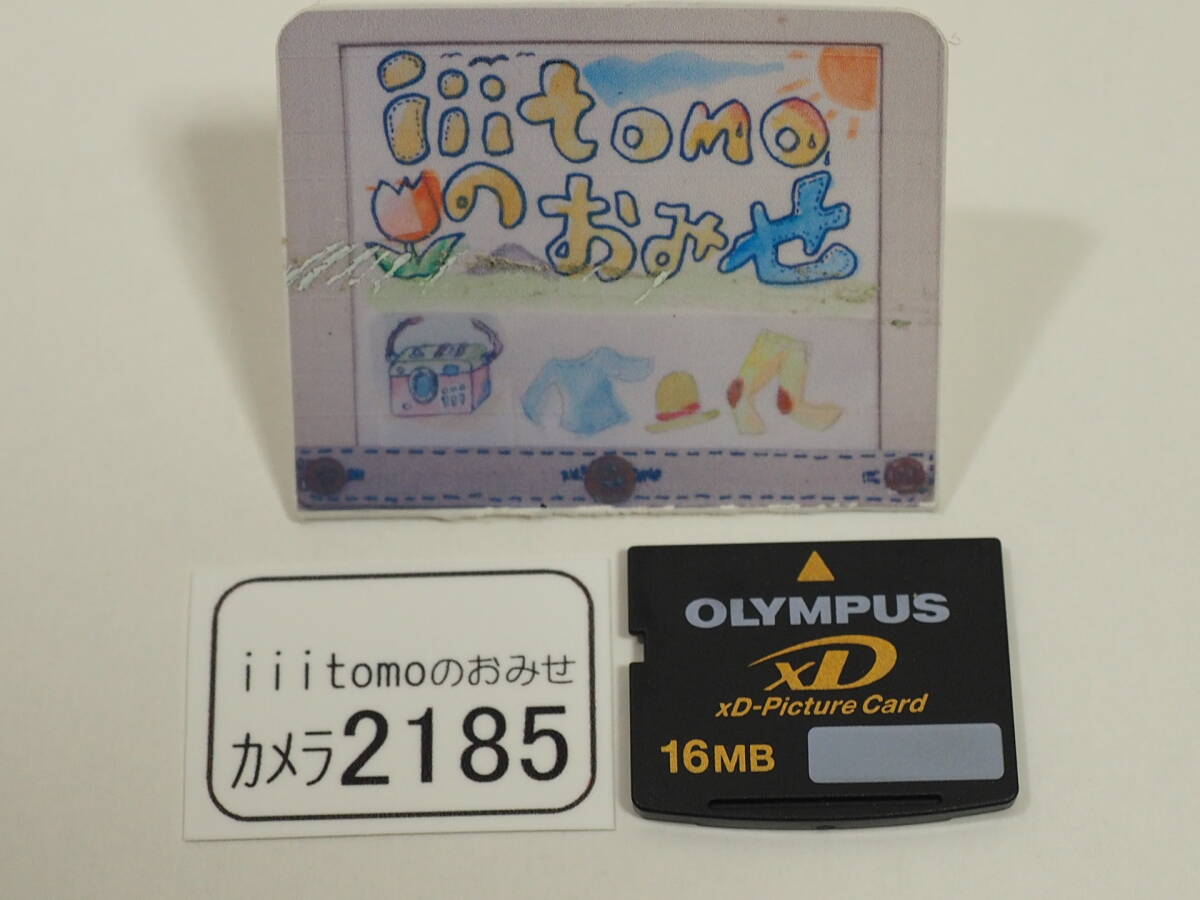 iiitomo
のおみせ
iiitomoのおみせ
カメラ2185
OLYMPUS
xD
xD-Picture Card
16MB